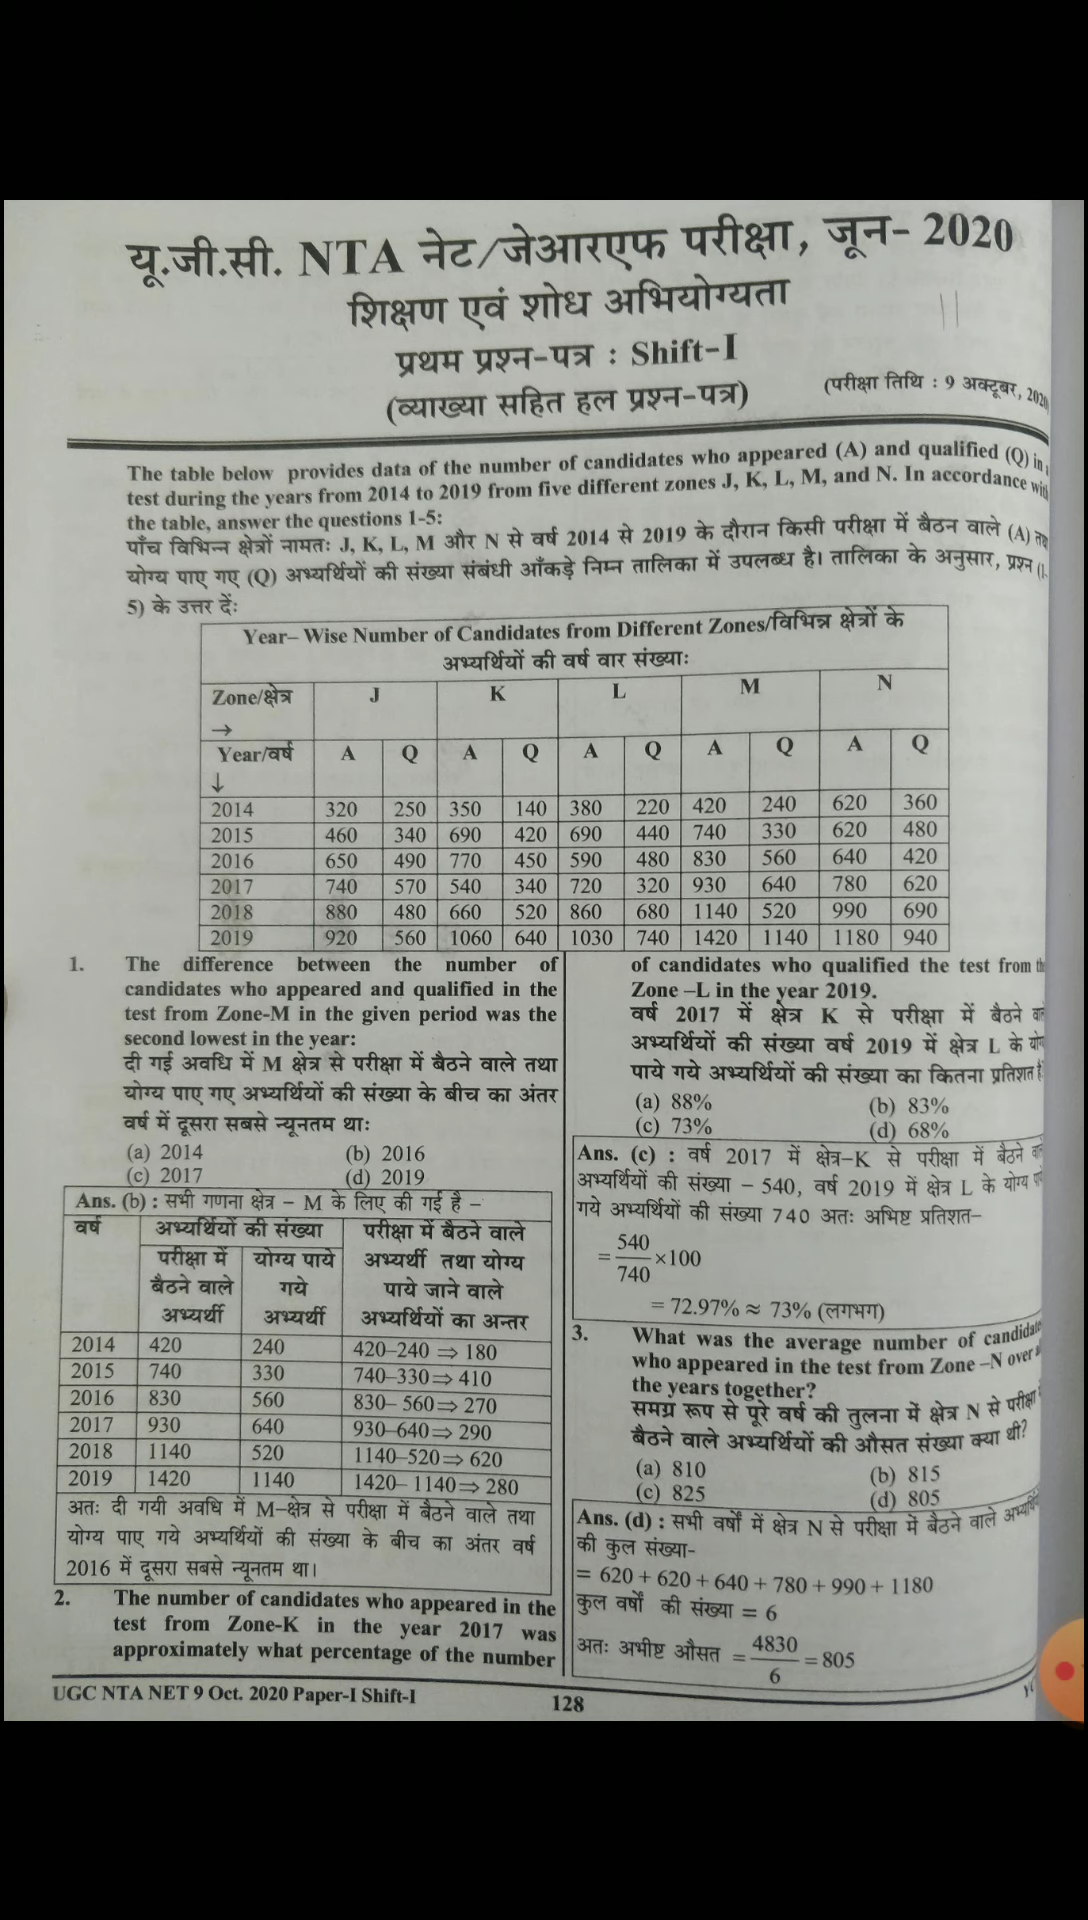 यू.जी.सी. NTA नेट/जेआरएफ परीक्षा, जून- 2020
शिक्षण एवं शोध अभियोग्यता
प्रथम प्रश्न-पत्र : Shift-I
(व्याख्या सहित हल प्रश्न-पत्र)
(परीक्षा तिथि : 9 अक्टूबर, 2020
The table below provides data of the number of candidates who appeared (A) and qualified (Q) in
test during the years from 2014 to 2019 from five different zones J, K, L, M, and N. In accordance with
the table, answer the questions 1-5:
पाँच विभिन्न क्षेत्रों नामतः J, K, L, M और N से वर्ष 2014 से 2019 के दौरान किसी परीक्षा में बैठन वाले (A) तथ
योग्य पाए गए (Q) अभ्यर्थियों की संख्या संबंधी आँकड़े निम्न तालिका में उपलब्ध है। तालिका के अनुसार, प्रश्न (1-
5) के उत्तर दें:
Year– Wise Number of Candidates from Different Zones/विभिन्न क्षेत्रों के
अभ्यर्थियों की वर्ष वार संख्याः
Zone/क्षेत्र → J K L M N
Year/वर्ष ↓ A Q A Q A Q A Q A Q
2014 320 250 350 140 380 220 420 240 620 360
2015 460 340 690 420 690 440 740 330 620 480
2016 650 490 770 450 590 480 830 560 640 420
2017 740 570 540 340 720 320 930 640 780 620
2018 880 480 660 520 860 680 1140 520 990 690
2019 920 560 1060 640 1030 740 1420 1140 1180 940
1. The difference between the number of
candidates who appeared and qualified in the
test from Zone-M in the given period was the
second lowest in the year:
दी गई अवधि में M क्षेत्र से परीक्षा में बैठने वाले तथा
योग्य पाए गए अभ्यर्थियों की संख्या के बीच का अंतर
वर्ष में दूसरा सबसे न्यूनतम थाः
(a) 2014 (b) 2016
(c) 2017 (d) 2019
Ans. (b) : सभी गणना क्षेत्र – M के लिए की गई है –
वर्ष अभ्यर्थियों की संख्या परीक्षा में बैठने वाले
परीक्षा में योग्य पाये अभ्यर्थी तथा योग्य
बैठने वाले गये पाये जाने वाले
अभ्यर्थी अभ्यर्थी अभ्यर्थियों का अन्तर
2014 420 240 420–240 ⇒ 180
2015 740 330 740–330 ⇒ 410
2016 830 560 830– 560 ⇒ 270
2017 930 640 930–640 ⇒ 290
2018 1140 520 1140–520 ⇒ 620
2019 1420 1140 1420– 1140 ⇒ 280
अतः दी गयी अवधि में M–क्षेत्र से परीक्षा में बैठने वाले तथा
योग्य पाए गये अभ्यर्थियों की संख्या के बीच का अंतर वर्ष
2016 में दूसरा सबसे न्यूनतम था।
2. The number of candidates who appeared in the
test from Zone-K in the year 2017 was
approximately what percentage of the number
of candidates who qualified the test from the
Zone –L in the year 2019.
वर्ष 2017 में क्षेत्र K से परीक्षा में बैठने वाले
अभ्यर्थियों की संख्या वर्ष 2019 में क्षेत्र L के योग्य
पाये गये अभ्यर्थियों की संख्या का कितना प्रतिशत है
(a) 88% (b) 83%
(c) 73% (d) 68%
Ans. (c) : वर्ष 2017 में क्षेत्र–K से परीक्षा में बैठने वाले
अभ्यर्थियों की संख्या – 540, वर्ष 2019 में क्षेत्र L के योग्य पाये
गये अभ्यर्थियों की संख्या 740 अतः अभिष्ट प्रतिशत–
= 540/740 ×100
= 72.97% ≈ 73% (लगभग)
3. What was the average number of candidates
who appeared in the test from Zone –N over
the years together?
समग्र रूप से पूरे वर्ष की तुलना में क्षेत्र N से परीक्षा
बैठने वाले अभ्यर्थियों की औसत संख्या क्या थी?
(a) 810 (b) 815
(c) 825 (d) 805
Ans. (d) : सभी वर्षों में क्षेत्र N से परीक्षा में बैठने वाले
की कुल संख्या-
= 620 + 620 + 640 + 780 + 990 + 1180
कुल वर्षों की संख्या = 6
अतः अभीष्ट औसत = 4830/6 = 805
UGC NTA NET 9 Oct. 2020 Paper-I Shift-I 128